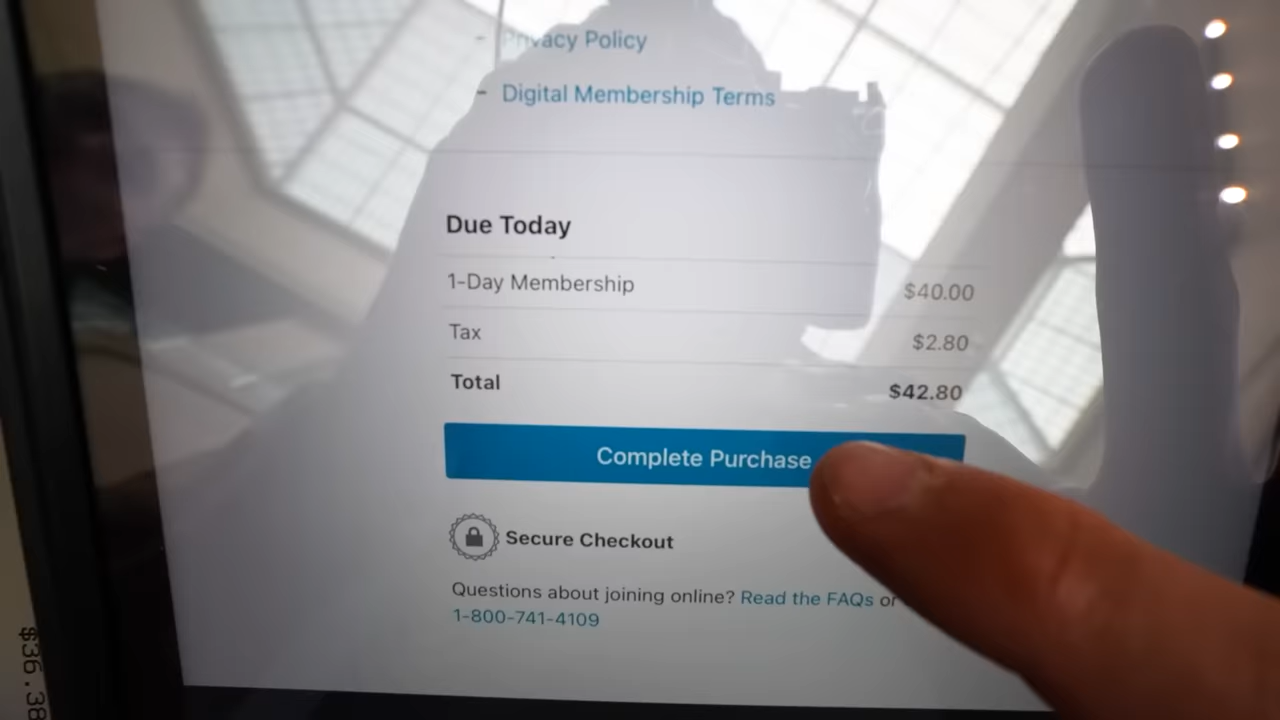 - Privacy Policy
- Digital Membership Terms
Due Today
1-Day Membership $40.00
Tax $2.80
Total $42.80
Complete Purchase
Secure Checkout
Questions about joining online? Read the FAQs or
1-800-741-4109
$36.38